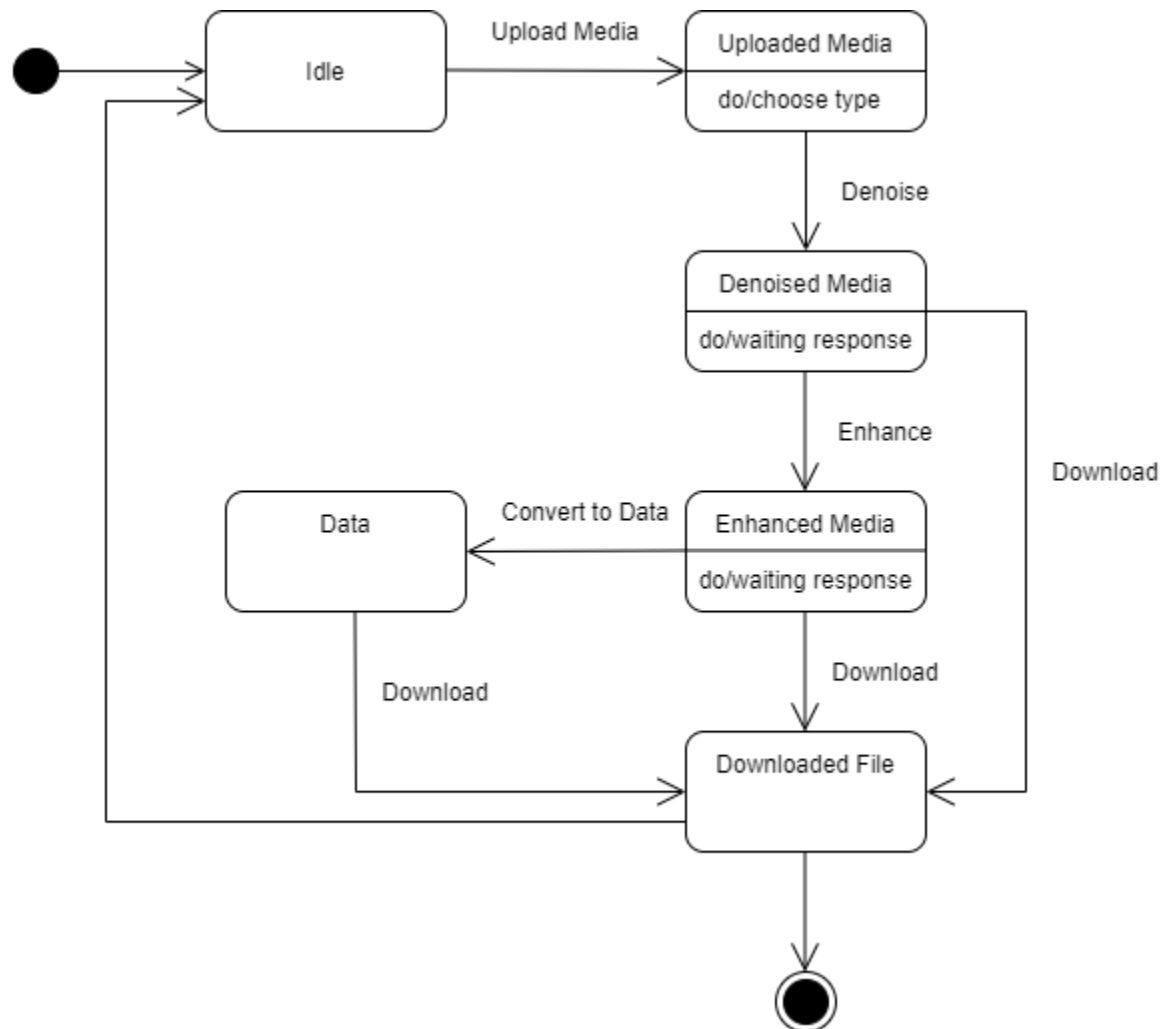 Upload Media
Idle
Uploaded Media
do/choose type
Denoise
Denoised Media
do/waiting response
Enhance
Download
Data
Convert to Data
Enhanced Media
do/waiting response
Download
Download
Downloaded File